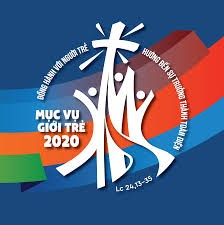 ĐỒNG HÀNH VỚI NGƯỜI TRẺ
HƯỚNG ĐẾN SỰ TRƯỞNG THÀNH TOÀN DIỆN
MỤC VỤ
GIỚI TRẺ
2020
Lc 24,13-35